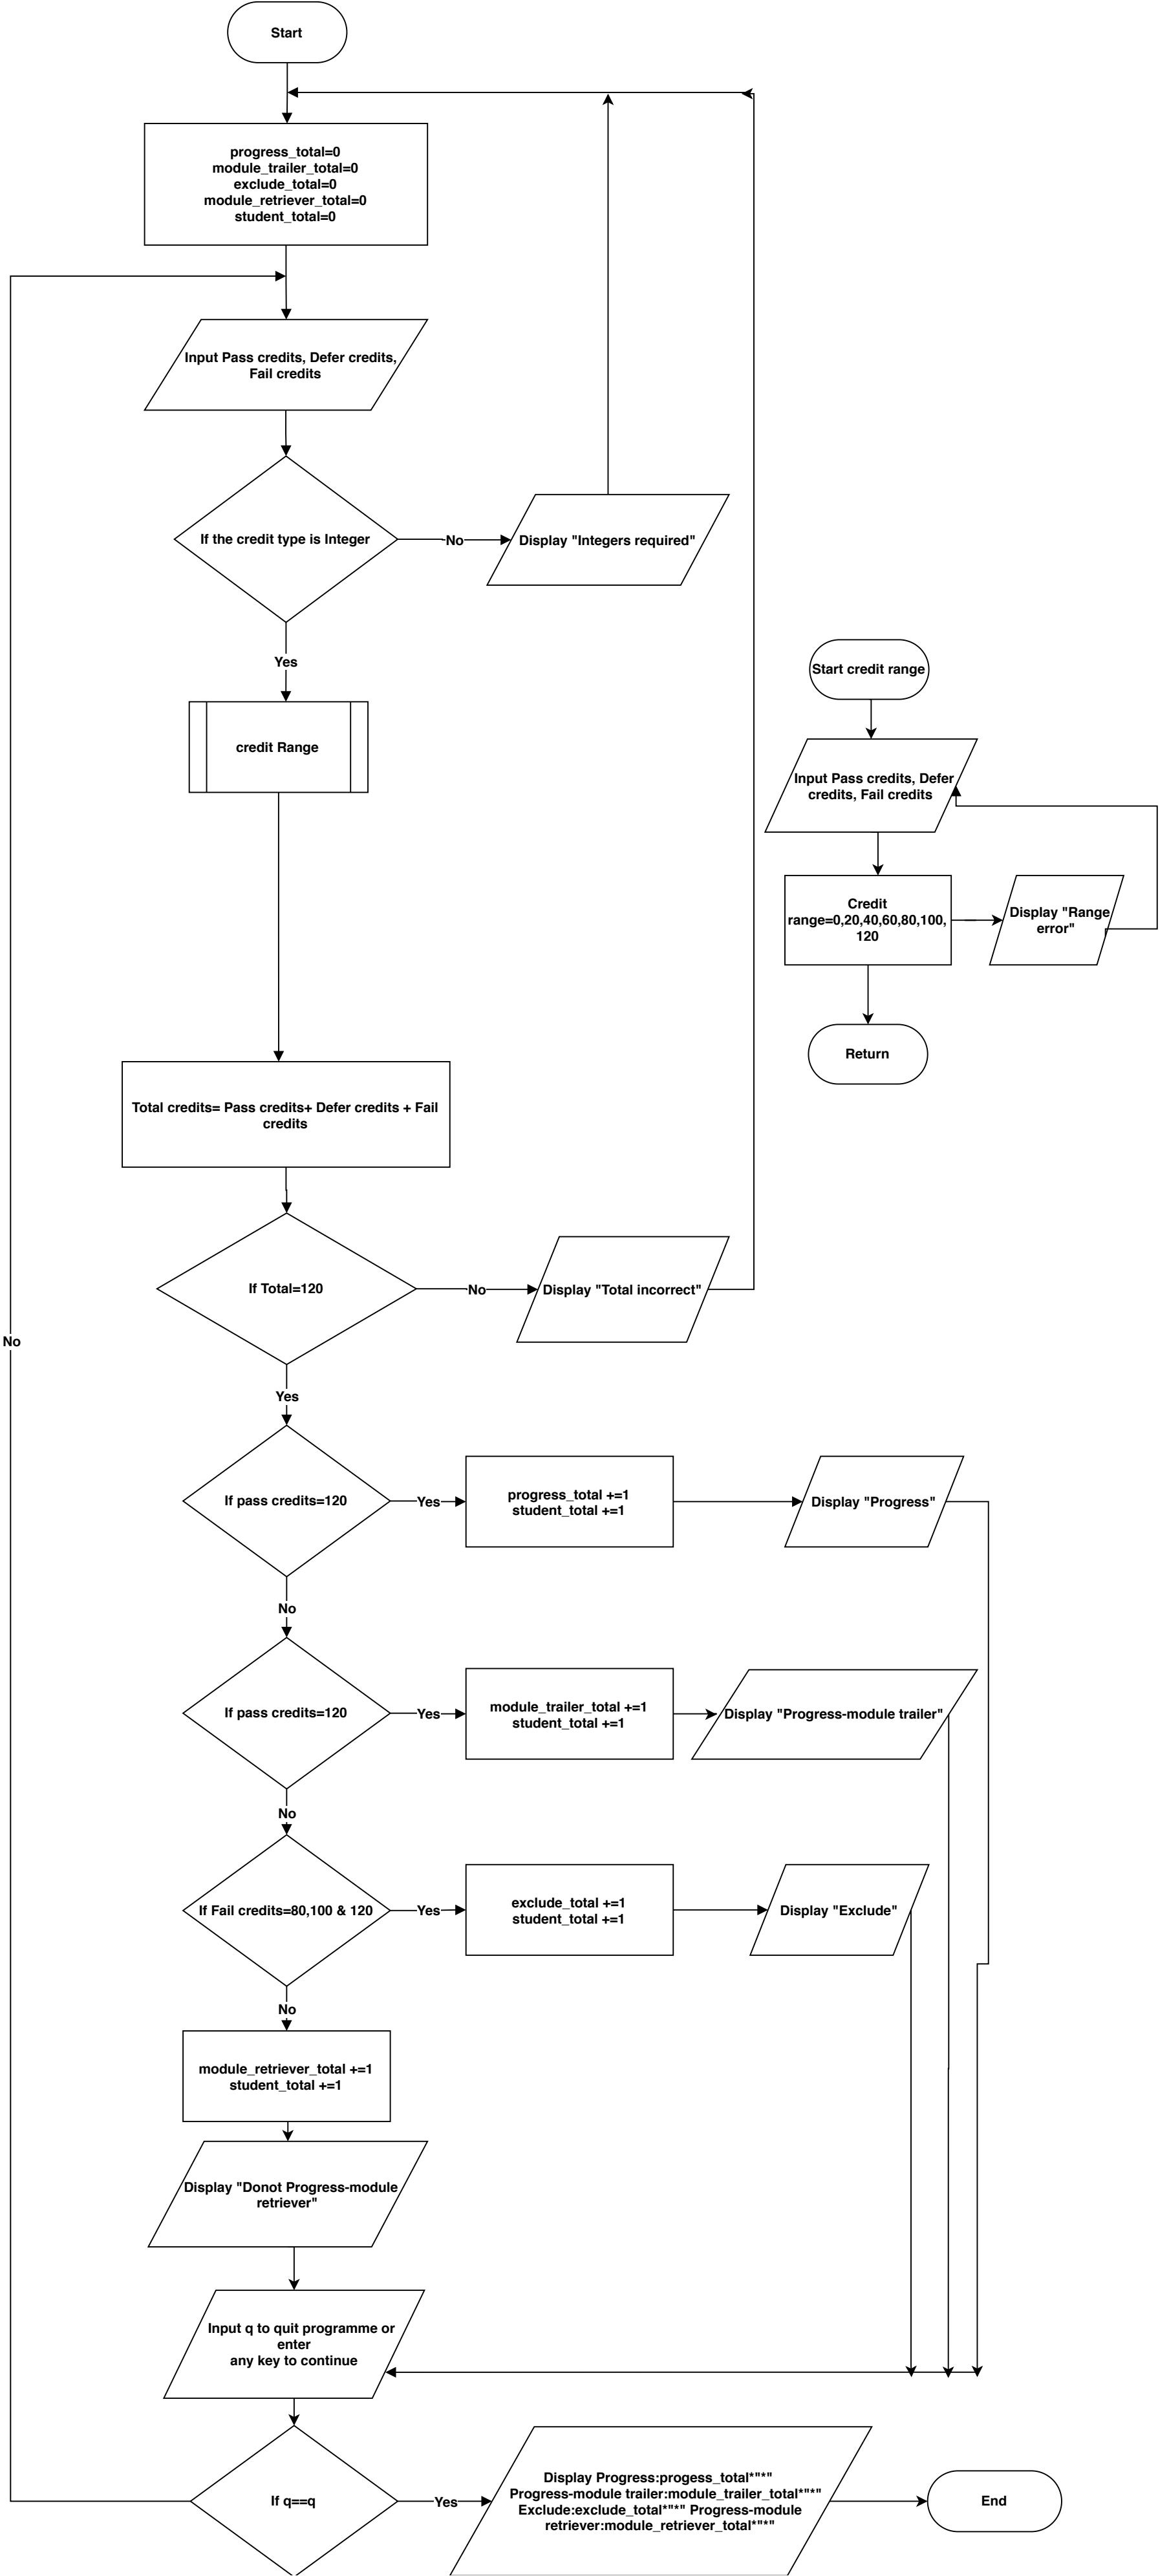 Start
progress_total=0
module_trailer_total=0
exclude_total=0
module_retriever_total=0
student_total=0
Input Pass credits, Defer credits,
Fail credits
If the credit type is Integer
No
Display "Integers required"
Yes
credit Range
Start credit range
Input Pass credits, Defer
credits, Fail credits
Credit
range=0,20,40,60,80,100,
120
Display "Range
error"
Return
Total credits= Pass credits+ Defer credits + Fail
credits
If Total=120
No
Display "Total incorrect"
No
Yes
If pass credits=120
Yes
progress_total +=1
student_total +=1
Display "Progress"
No
If pass credits=120
Yes
module_trailer_total +=1
student_total +=1
Display "Progress-module trailer"
No
If Fail credits=80,100 & 120
Yes
exclude_total +=1
student_total +=1
Display "Exclude"
No
module_retriever_total +=1
student_total +=1
Display "Donot Progress-module
retriever"
Input q to quit programme or
enter
any key to continue
If q==q
Yes
Display Progress:progess_total*"*"
Progress-module trailer:module_trailer_total*"*"
Exclude:exclude_total*"*" Progress-module
retriever:module_retriever_total*"*"
End